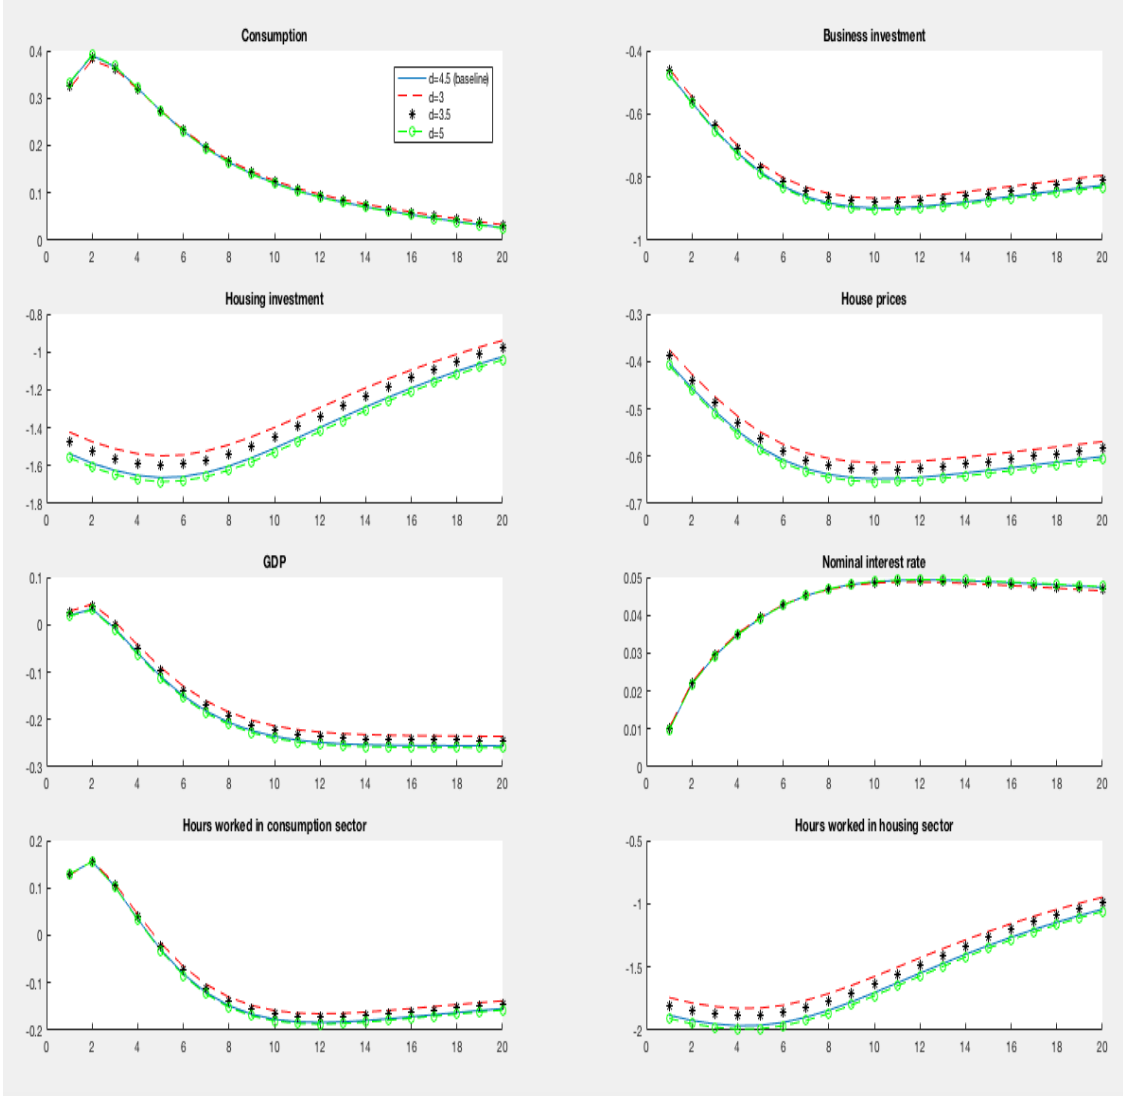 Consumption
0.4
0.3
0.2
0.1
0
0 2 4 6 8 10 12 14 16 18 20
d=4.5 (baseline)
d=3
d=3.5
d=5
Business investment
-0.4
-0.6
-0.8
-1
0 2 4 6 8 10 12 14 16 18 20
Housing investment
-0.8
-1
-1.2
-1.4
-1.6
-1.8
0 2 4 6 8 10 12 14 16 18 20
House prices
-0.3
-0.4
-0.5
-0.6
-0.7
0 2 4 6 8 10 12 14 16 18 20
GDP
0.1
0
-0.1
-0.2
-0.3
0 2 4 6 8 10 12 14 16 18 20
Nominal interest rate
0.05
0.04
0.03
0.02
0.01
0
0 2 4 6 8 10 12 14 16 18 20
Hours worked in consumption sector
0.2
0.1
0
-0.1
-0.2
0 2 4 6 8 10 12 14 16 18 20
Hours worked in housing sector
-0.5
-1
-1.5
-2
0 2 4 6 8 10 12 14 16 18 20